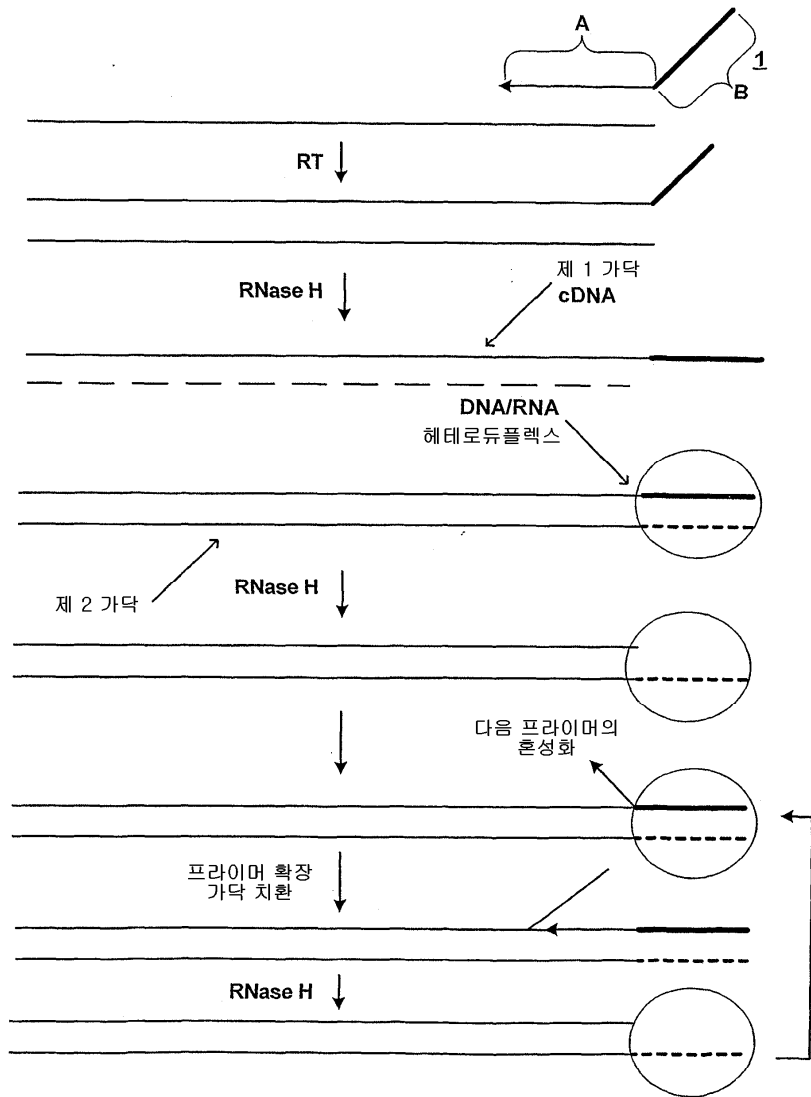 A
1
B
RT
RNase H
제 1 가닥
cDNA
DNA/RNA
헤테로듀플렉스
제 2 가닥
RNase H
다음 프라이머의
혼성화
프라이머 확장
가닥 치환
RNase H